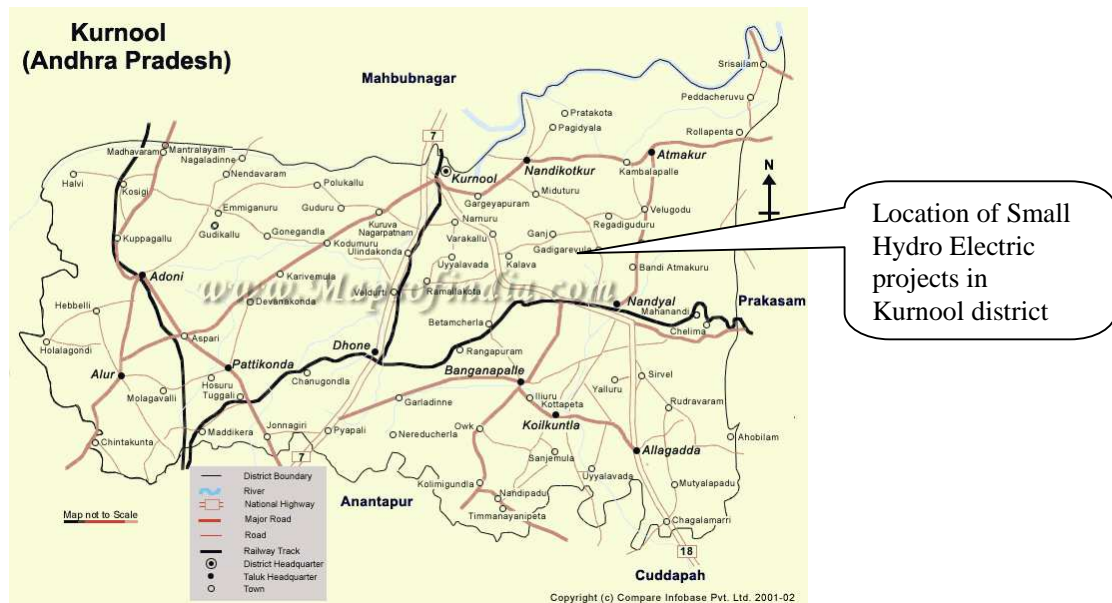 Kurnool
(Andhra Pradesh)
Mahbubnagar
Srisailam
Peddacheruvu
Pratakota
Pagidyala
Rollapenta
7
Mantralayam
Madhavaram
Nagaladinne
Atmakur
Nandikotkur
Kambalapalle
Halvi
Kosigi
Nendavaram
Polukallu
Kurnool
N
Gargeyapuram
Miduturu
Emmiganuru
Guduru
Kuruva
Nagarpatnam
Namuru
Velugodu
Regadiguduru
Gudikallu
Gonegandla
Kodumuru
Varakallu
Ganj
Gadigarevula
Kuppagallu
Ulindakonda
Uyyalavada
Kalava
Bandi Atmakuru
Adoni
Karivemula
Veldurti
Ramallakota
www.Mapsofindia.com
Devanakonda
Nandyal
Mahanandi
Prakasam
Hebbelli
Betamcherla
Chelima
Aspari
Holalagondi
Dhone
Rangapuram
Pattikonda
Banganapalle
Alur
Hosuru
Tuggali
Chanugondla
Molagavalli
Garladinne
Iliuru
Kottapeta
Yalluru
Sirvel
Rudravaram
Koilkuntla
Chintakunta
Maddikera
Jonnagiri
Pyapali
Nereducherla
Owk
Ahobilam
Allagadda
Sanjemula
7
Uyyalavada
Kolimigundla
Nandipadu
Mutyalapadu
Timmanayanipeta
Anantapur
Chagalamarri
18
Cuddapah
District Boundary
River
National Highway
Major Road
Road
Railway Track
District Headquarter
Taluk Headquarter
Town
Map not to Scale
Copyright (c) Compare Infobase Pvt. Ltd. 2001-02
Location of Small
Hydro Electric
projects in
Kurnool district